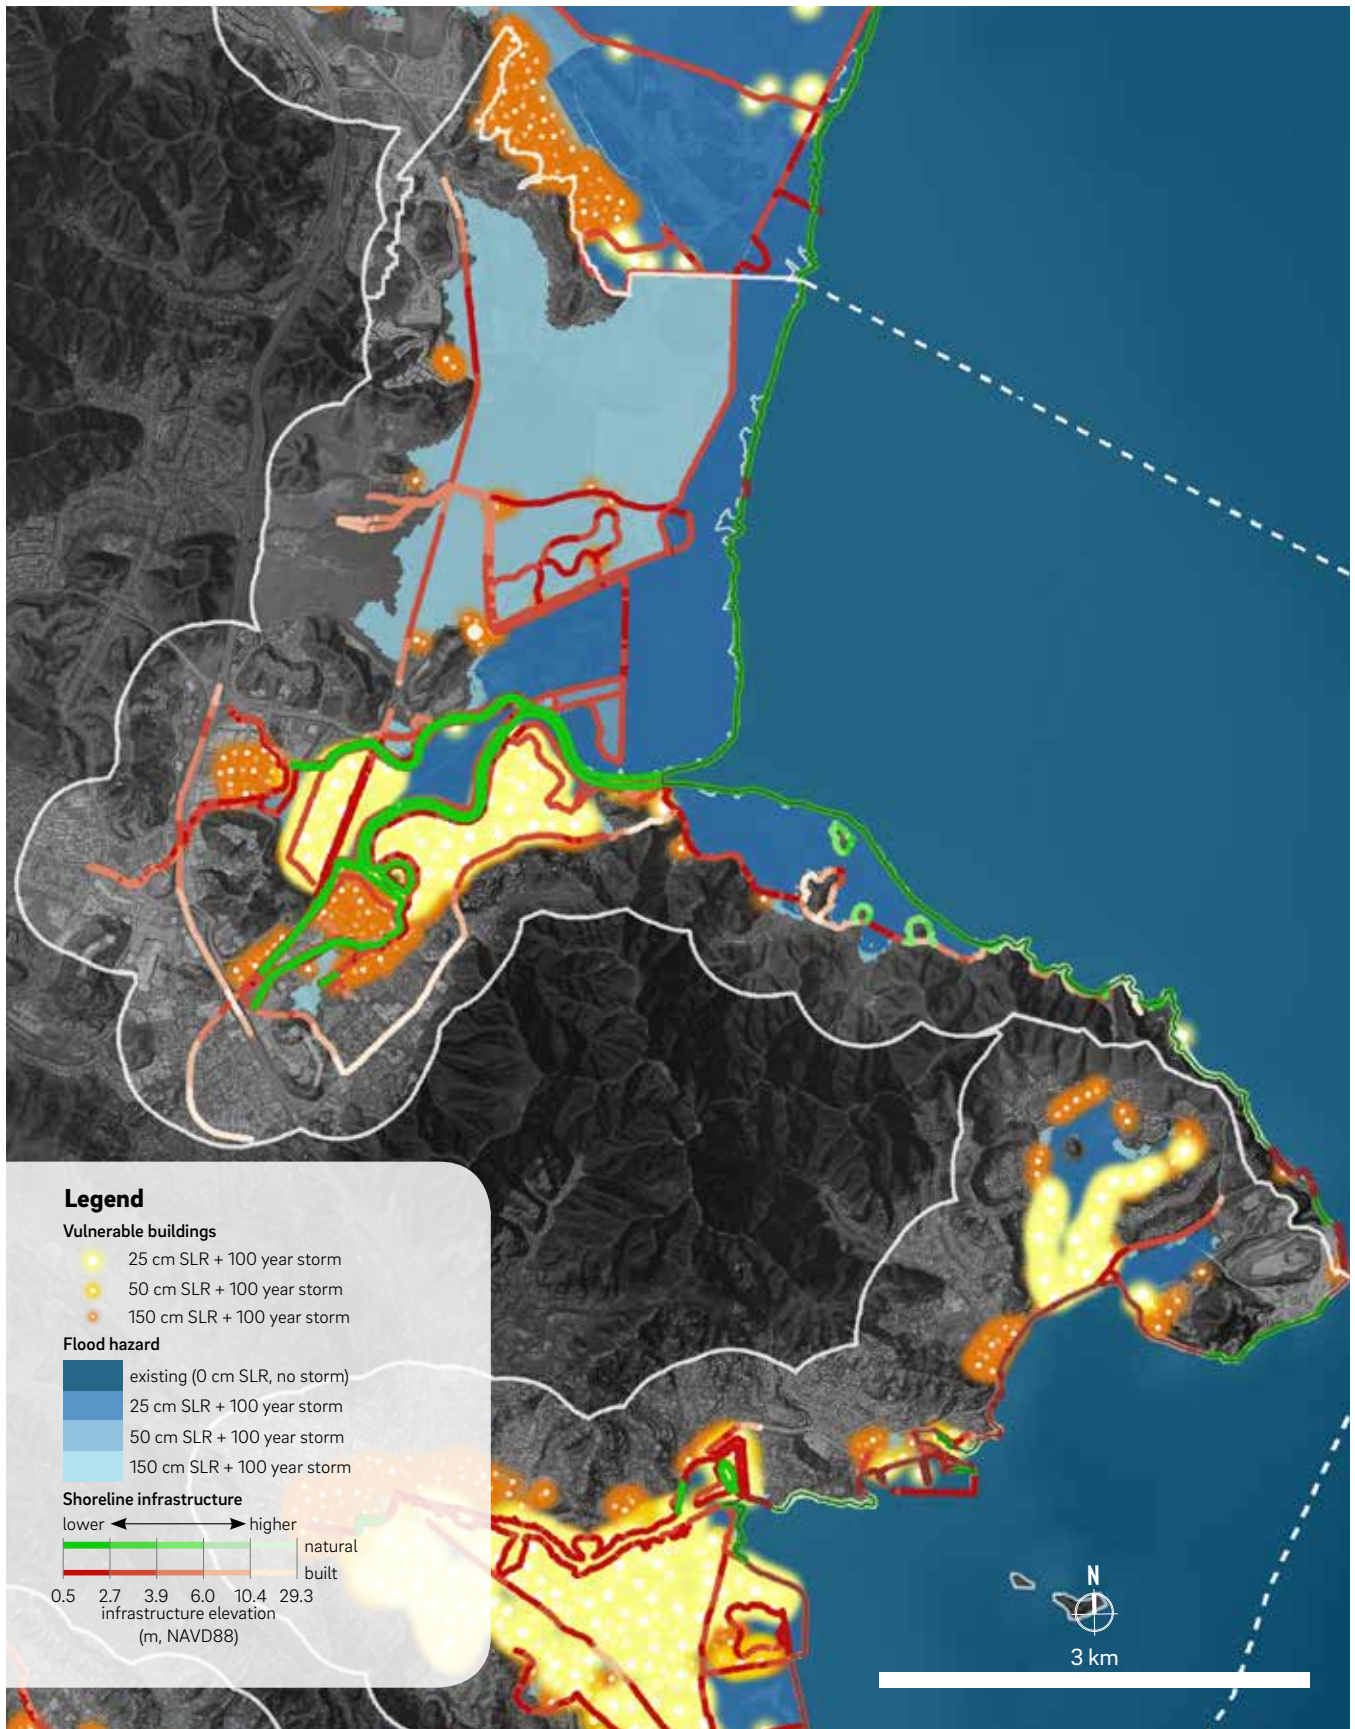 Legend
Vulnerable buildings
25 cm SLR + 100 year storm
50 cm SLR + 100 year storm
150 cm SLR + 100 year storm
Flood hazard
existing (0 cm SLR, no storm)
25 cm SLR + 100 year storm
50 cm SLR + 100 year storm
150 cm SLR + 100 year storm
Shoreline infrastructure
lower higher
natural
built
0.5 2.7 3.9 6.0 10.4 29.3
infrastructure elevation
(m, NAVD88)
N
3 km